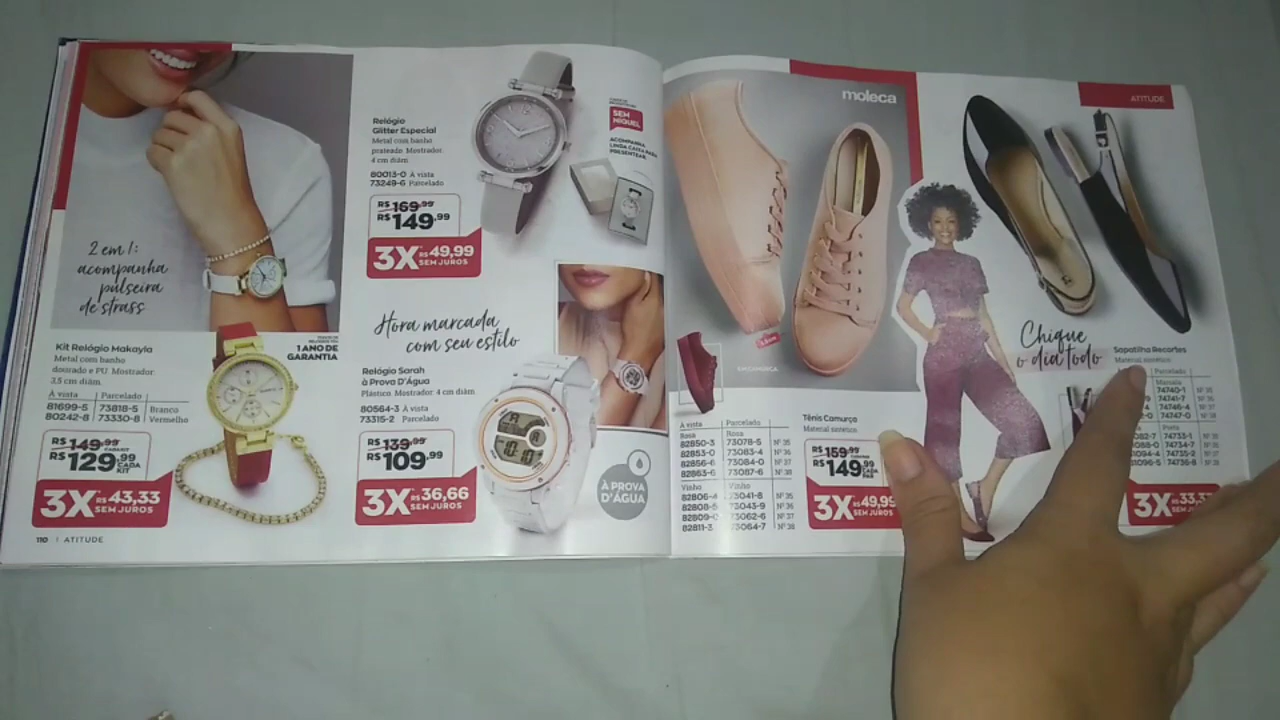 2 em 1:
acompanha
pulseira
de strass
Kit Relógio Makayla
Metal com banho
dourado e PU. Mostrador:
3,5 cm diâm.
À vista | Parcelado
81699-5 | 73818-5 | Branco
80242-8 | 73330-8 | Vermelho
1 ANO DE
GARANTIA
R$ 149,99
R$ 129,99 CADA KIT
3X R$ 43,33
SEM JUROS
110 | ATITUDE
Relógio
Glitter Especial
Metal com banho
prateado. Mostrador:
4 cm diâm.
80013-0 À vista
73249-6 Parcelado
R$ 169,99
R$ 149,99
3X R$ 49,99
SEM JUROS
SEM
NÍQUEL
ACOMPANHA
LINDA CAIXA PARA
PRESENTEAR.
Hora marcada
com seu estilo
Relógio Sarah
à Prova D'Água
Plástico. Mostrador: 4 cm diâm.
80564-3 À vista
73315-2 Parcelado
R$ 139,99
R$ 109,99
3X R$ 36,66
SEM JUROS
À PROVA
D'ÁGUA
moleca
ATITUDE
À vista | Parcelado
Rosa | Rosa
82850-3 | 73078-5 | Nº 35
82853-0 | 73083-4 | Nº 36
82856-6 | 73084-0 | Nº 37
82863-6 | 73087-6 | Nº 38
Vinho | Vinho
82806-4 | 73041-8 | Nº 35
82808-5 | 73043-9 | Nº 36
82809-0 | 73062-6 | Nº 37
82811-3 | 73064-7 | Nº 38
Tênis Camurça
Material sintético.
R$ 159,99
R$ 149,99 CADA PAR
3X R$ 49,99
SEM JUROS
Chique
o dia todo
Sapatilha Recortes
Material sintético.
Parcelado
Marsala
74740-1 Nº 35
74741-7 Nº 36
74746-4 Nº 37
74747-0 Nº 38
Preta
74733-1 Nº 35
74734-7 Nº 36
74735-2 Nº 37
74736-8 Nº 38
3X R$ 33,33
SEM JUROS